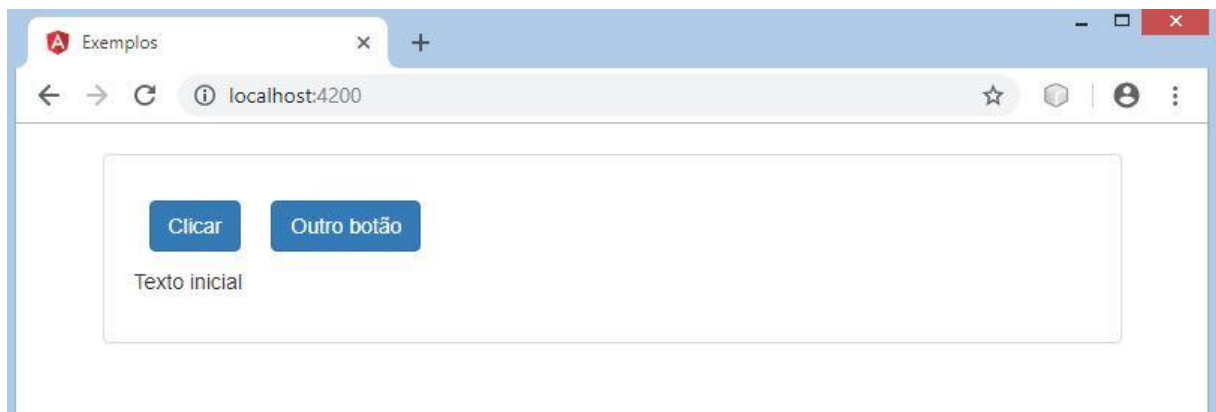 Exemplos
localhost:4200
Clicar
Outro botão
Texto inicial